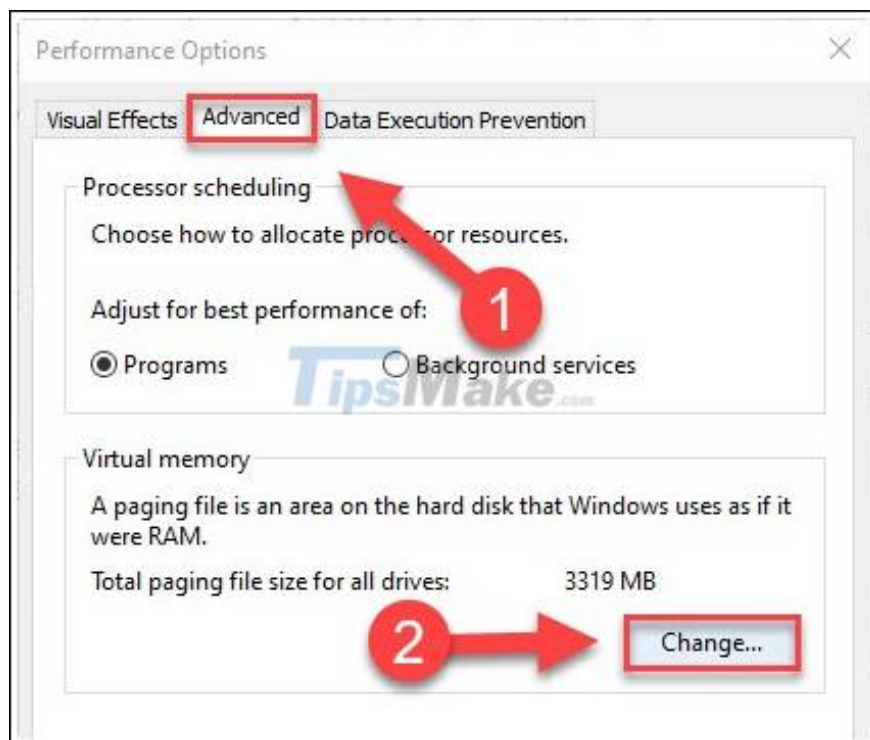 Performance Options
Visual Effects Advanced Data Execution Prevention
Processor scheduling
Choose how to allocate processor resources.
1
Adjust for best performance of:
Programs Background services
TipsMake.com
Virtual memory
A paging file is an area on the hard disk that Windows uses as if it
were RAM.
Total paging file size for all drives: 3319 MB
2 Change...